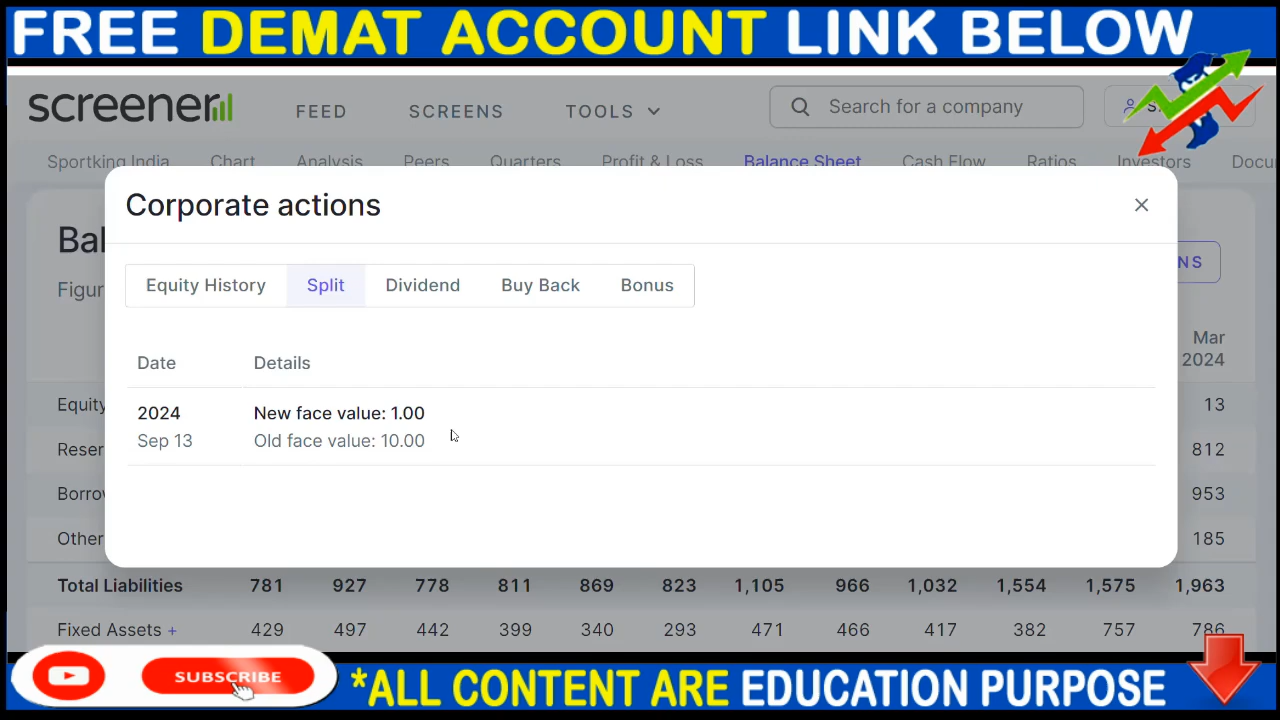 FREE DEMAT ACCOUNT LINK BELOW
screener FEED SCREENS TOOLS Search for a company
Sportking India Chart Analysis Peers Quarters Profit & Loss Balance Sheet Cash Flow Ratios Investors
Corporate actions
Equity History Split Dividend Buy Back Bonus
Mar
2024
Date Details
2024 New face value: 1.00
Sep 13 Old face value: 10.00
Equity 13
812
953
185
Total Liabilities 781 927 778 811 869 823 1,105 966 1,032 1,554 1,575 1,963
Fixed Assets + 429 497 442 399 340 293 471 466 417 382 757 786
SUBSCRIBE
*ALL CONTENT ARE EDUCATION PURPOSE